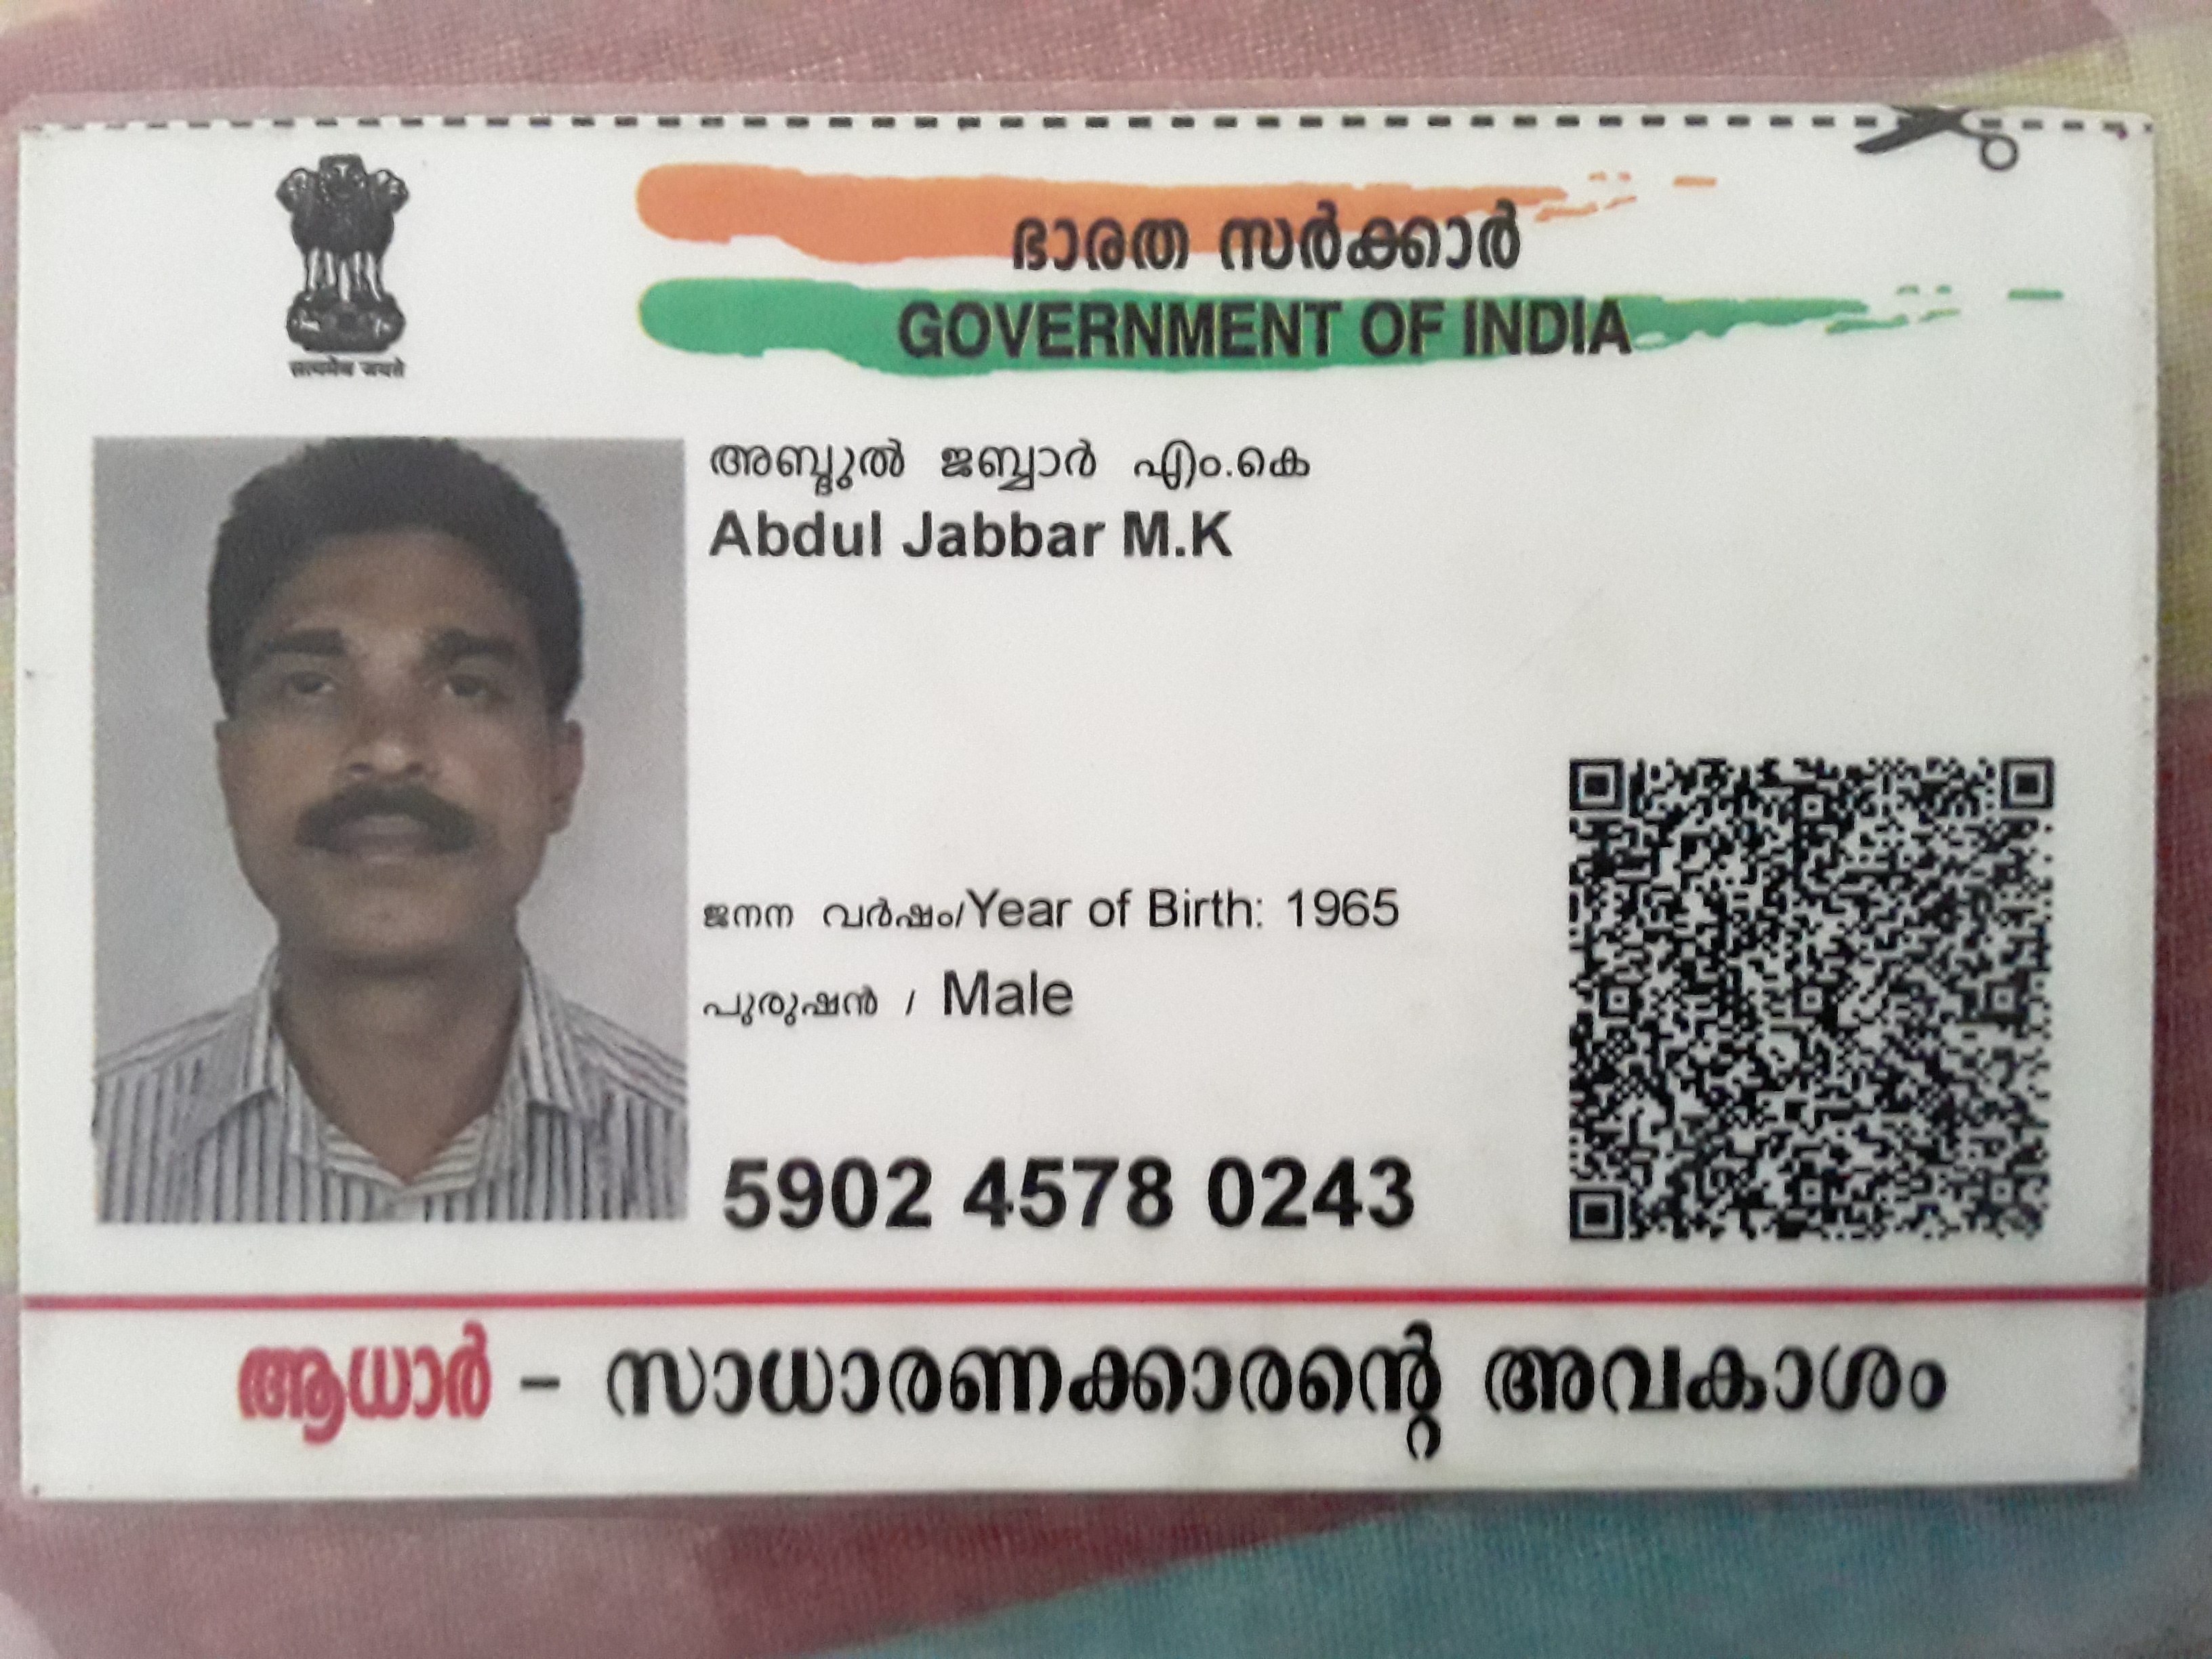 ഭാരത സർക്കാർ
GOVERNMENT OF INDIA
सत्यमेव जयते
അബ്ദുൽ ജബ്ബാർ എം.കെ
Abdul Jabbar M.K
ജനന വർഷം/Year of Birth: 1965
പുരുഷൻ / Male
5902 4578 0243
ആധാർ – സാധാരണക്കാരന്റെ അവകാശം